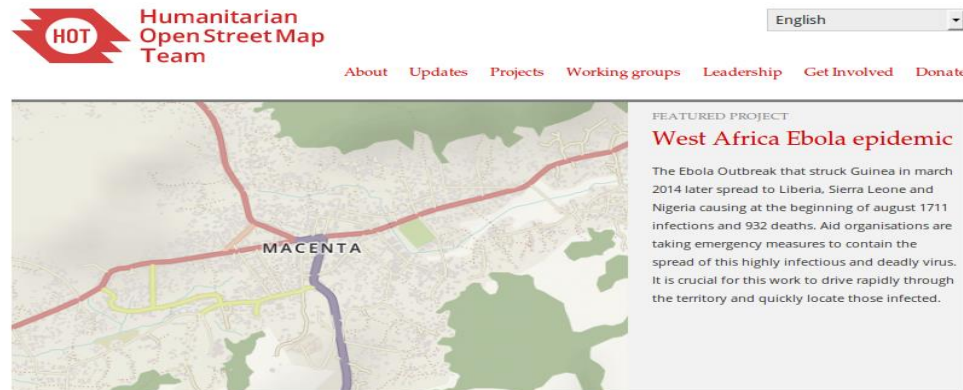 HOT
Humanitarian
OpenStreetMap
Team
English
About Updates Projects Working groups Leadership Get Involved Donate
MACENTA
FEATURED PROJECT
West Africa Ebola epidemic
The Ebola Outbreak that struck Guinea in march
2014 later spread to Liberia, Sierra Leone and
Nigeria causing at the beginning of august 1711
infections and 932 deaths. Aid organisations are
taking emergency measures to contain the
spread of this highly infectious and deadly virus.
It is crucial for this work to drive rapidly through
the territory and quickly locate those infected.